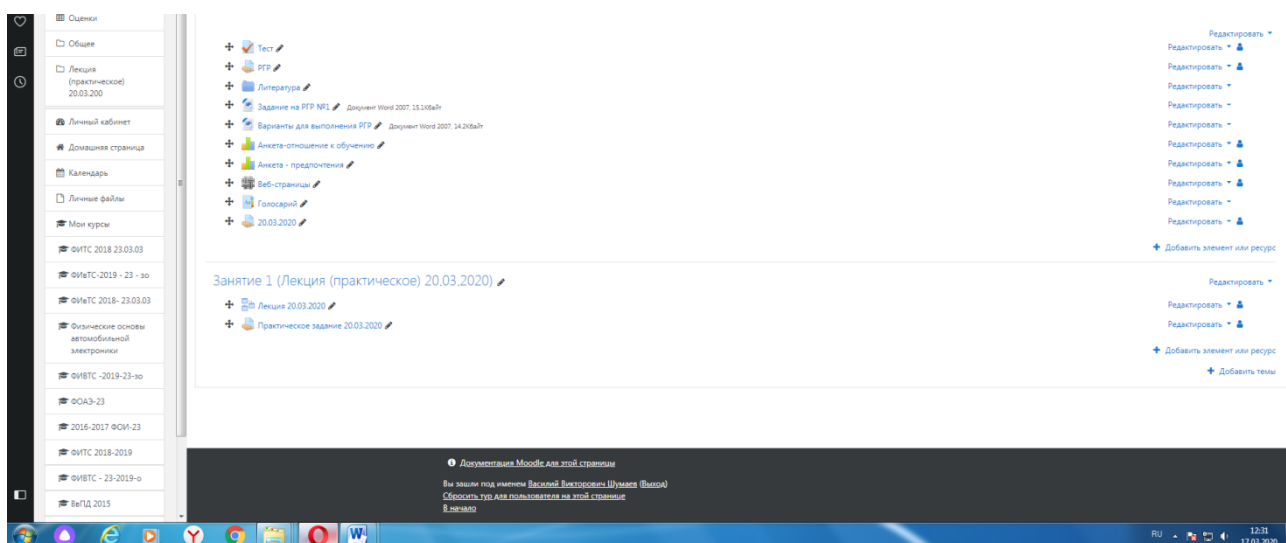 Оценки
Общее
Лекция
(практическое)
20.03.200
Личный кабинет
Домашняя страница
Календарь
Личные файлы
Мои курсы
ФИТС 2018 23.03.03
ФИвТС-2019 - 23 - зо
ФИвТС 2018- 23.03.03
Физические основы
автомобильной
электроники
ФИВТС -2019-23-зо
ФОАЭ-23
2016-2017 ФОИ-23
ФИТС 2018-2019
ФИВТС - 23-2019-о
ВеПД 2015
Редактировать
Тест Редактировать
РГР Редактировать
Литература Редактировать
Задание на РГР №1 Документ Word 2007, 15.1Кбайт Редактировать
Варианты для выполнения РГР Документ Word 2007, 14.2Кбайт Редактировать
Анкета-отношение к обучению Редактировать
Анкета - предпочтения Редактировать
Веб-страницы Редактировать
Голосарий Редактировать
20.03.2020 Редактировать
Добавить элемент или ресурс
Занятие 1 (Лекция (практическое) 20.03.2020) Редактировать
Лекция 20.03.2020 Редактировать
Практическое задание 20.03.2020 Редактировать
Добавить элемент или ресурс
Добавить темы
Документация Moodle для этой страницы
Вы зашли под именем Василий Викторович Шумаев (Выход)
Сбросить тур для пользователя на этой странице
В начало
RU 12:31
17.03.2020